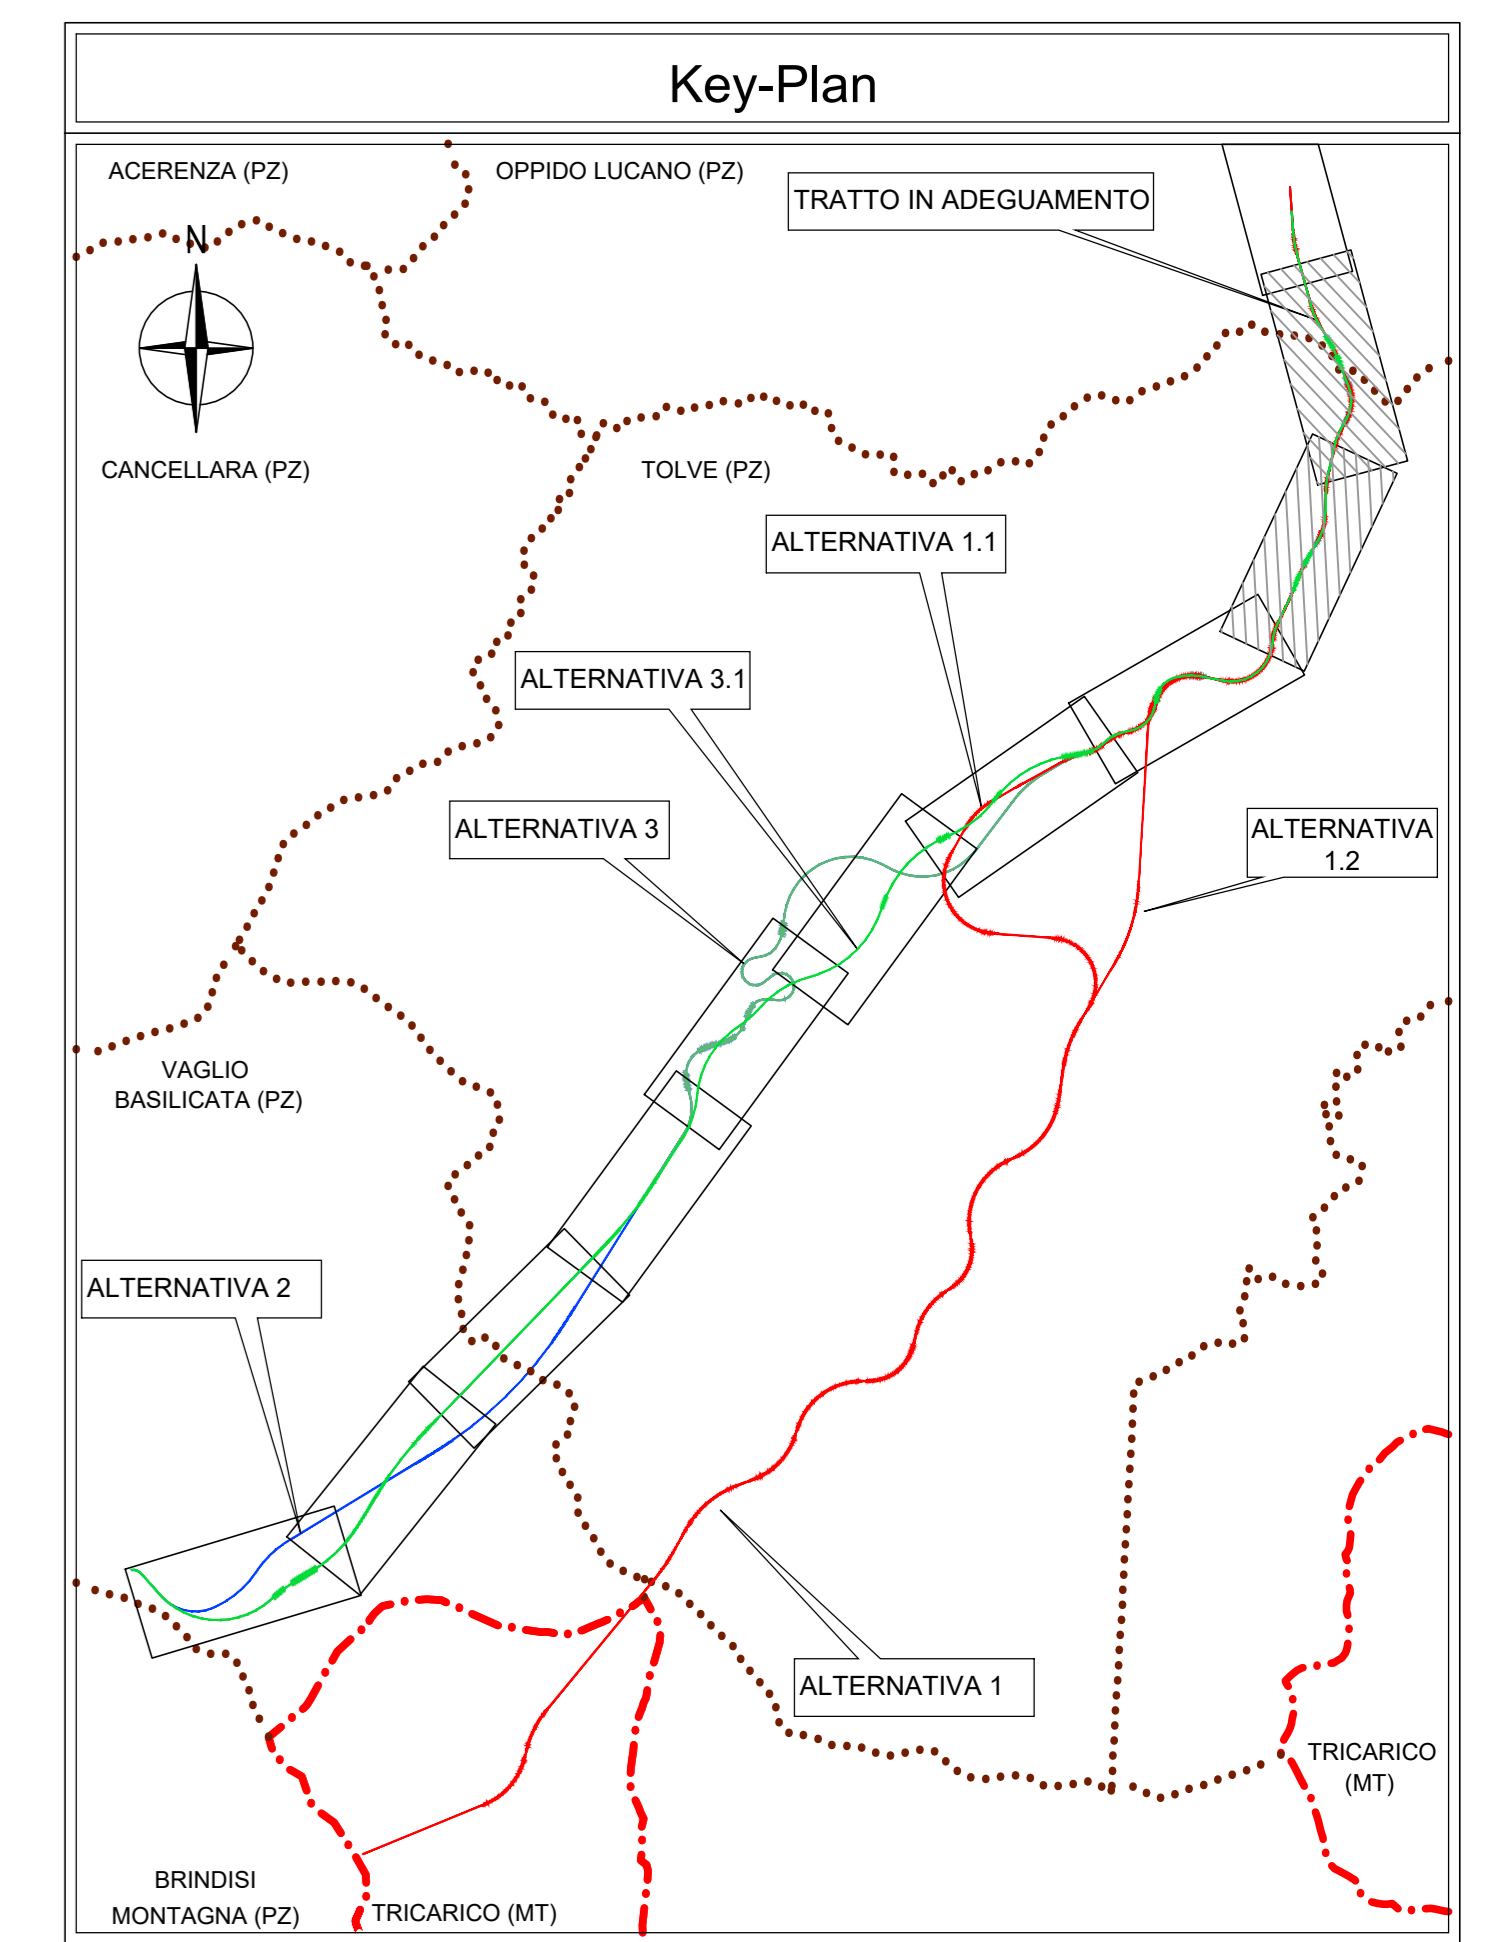 Key-Plan
ACERENZA (PZ)
OPPIDO LUCANO (PZ)
TRATTO IN ADEGUAMENTO
N
CANCELLARA (PZ)
TOLVE (PZ)
ALTERNATIVA 1.1
ALTERNATIVA 3.1
ALTERNATIVA 3
ALTERNATIVA
1.2
VAGLIO
BASILICATA (PZ)
ALTERNATIVA 2
ALTERNATIVA 1
TRICARICO
(MT)
BRINDISI
MONTAGNA (PZ)
TRICARICO (MT)